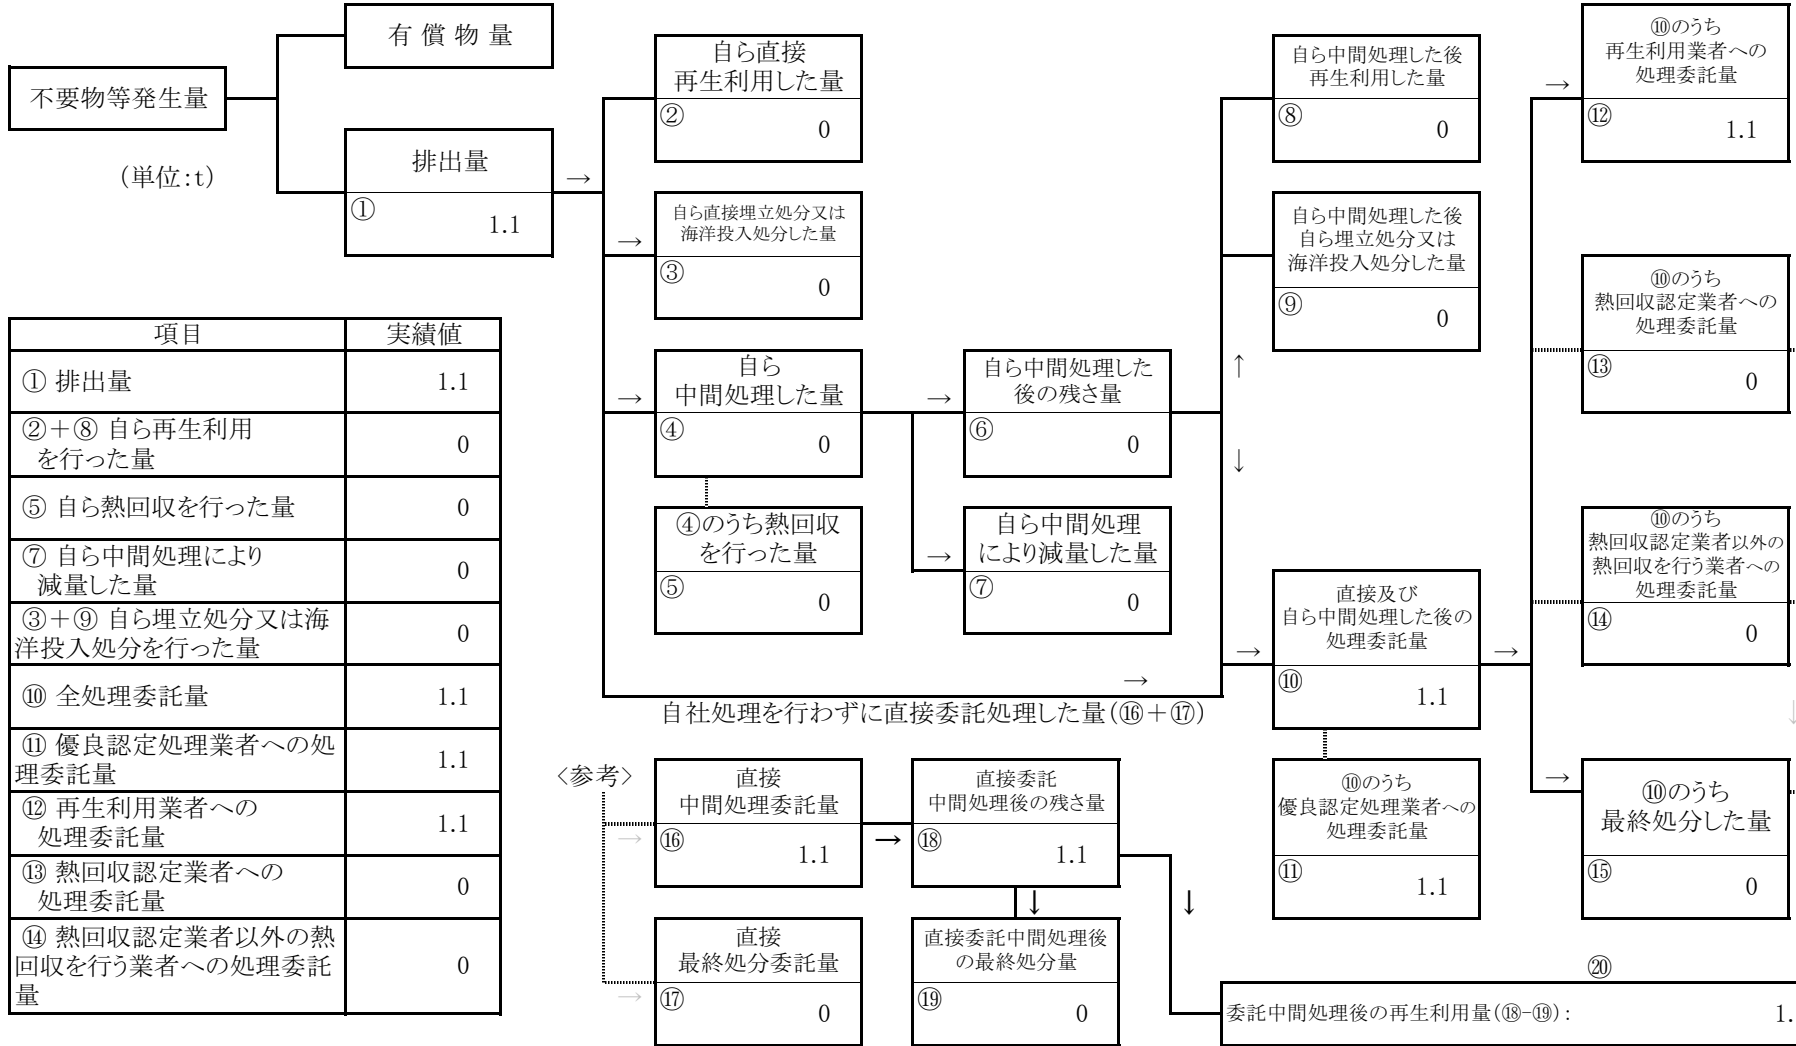 不要物等発生量
(単位:t)
有 償 物 量
排出量
①
1.1
→
自ら直接
再生利用した量
②
0
→
自ら直接埋立処分又は
海洋投入処分した量
③
0
→
自ら
中間処理した量
④
0
④のうち熱回収
を行った量
⑤
0
→
自ら中間処理した
後の残さ量
⑥
0
→
自ら中間処理
により減量した量
⑦
0
→
自社処理を行わずに直接委託処理した量(⑯+⑰)
↑
↓
自ら中間処理した後
再生利用した量
⑧
0
自ら中間処理した後
自ら埋立処分又は
海洋投入処分した量
⑨
0
→
直接及び
自ら中間処理した後の
処理委託量
⑩
1.1
→
⑩のうち
優良認定処理業者への
処理委託量
⑪
1.1
→
⑩のうち
再生利用業者への
処理委託量
⑫
1.1
⑩のうち
熱回収認定業者への
処理委託量
⑬
0
⑩のうち
熱回収認定業者以外の
熱回収を行う業者への
処理委託量
⑭
0
↓
→
⑩のうち
最終処分した量
⑮
0
項目 実績値
① 排出量 1.1
②+⑧ 自ら再生利用
を行った量 0
⑤ 自ら熱回収を行った量 0
⑦ 自ら中間処理により
減量した量 0
③+⑨ 自ら埋立処分又は海
洋投入処分を行った量 0
⑩ 全処理委託量 1.1
⑪ 優良認定処理業者への処
理委託量 1.1
⑫ 再生利用業者への
処理委託量 1.1
⑬ 熱回収認定業者への
処理委託量 0
⑭ 熱回収認定業者以外の熱
回収を行う業者への処理委託
量 0
<参考>
→
直接
中間処理委託量
⑯
1.1
→
直接委託
中間処理後の残さ量
⑱
1.1
↓
↓
→
直接
最終処分委託量
⑰
0
直接委託中間処理後
の最終処分量
⑲
0
⑳
委託中間処理後の再生利用量(⑱-⑲): 1.